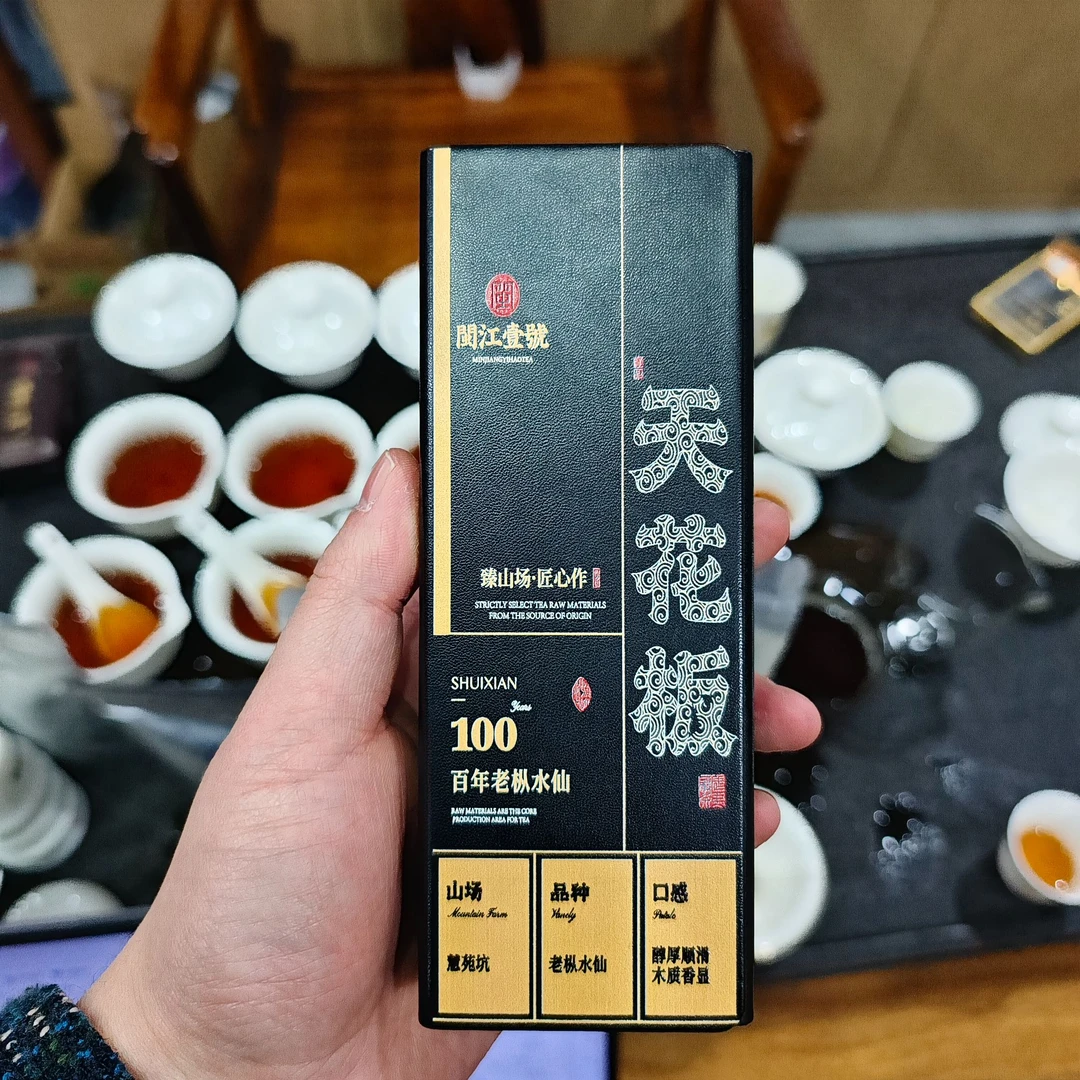 閩江壹號
MINJIANGYIHAOTEA
天花板
臻山场·匠心作
STRICTLY SELECT TEA RAW MATERIALS
FROM THE SOURCE OF ORIGIN
SHUIXIAN
Years
100
百年老枞水仙
RAW MATERIALS ARE THE CORE
PRODUCTION AREA FOR TEA
山场
Mountain Farm
慧苑坑
品种
老枞水仙
口感
醇厚顺滑
木质香显